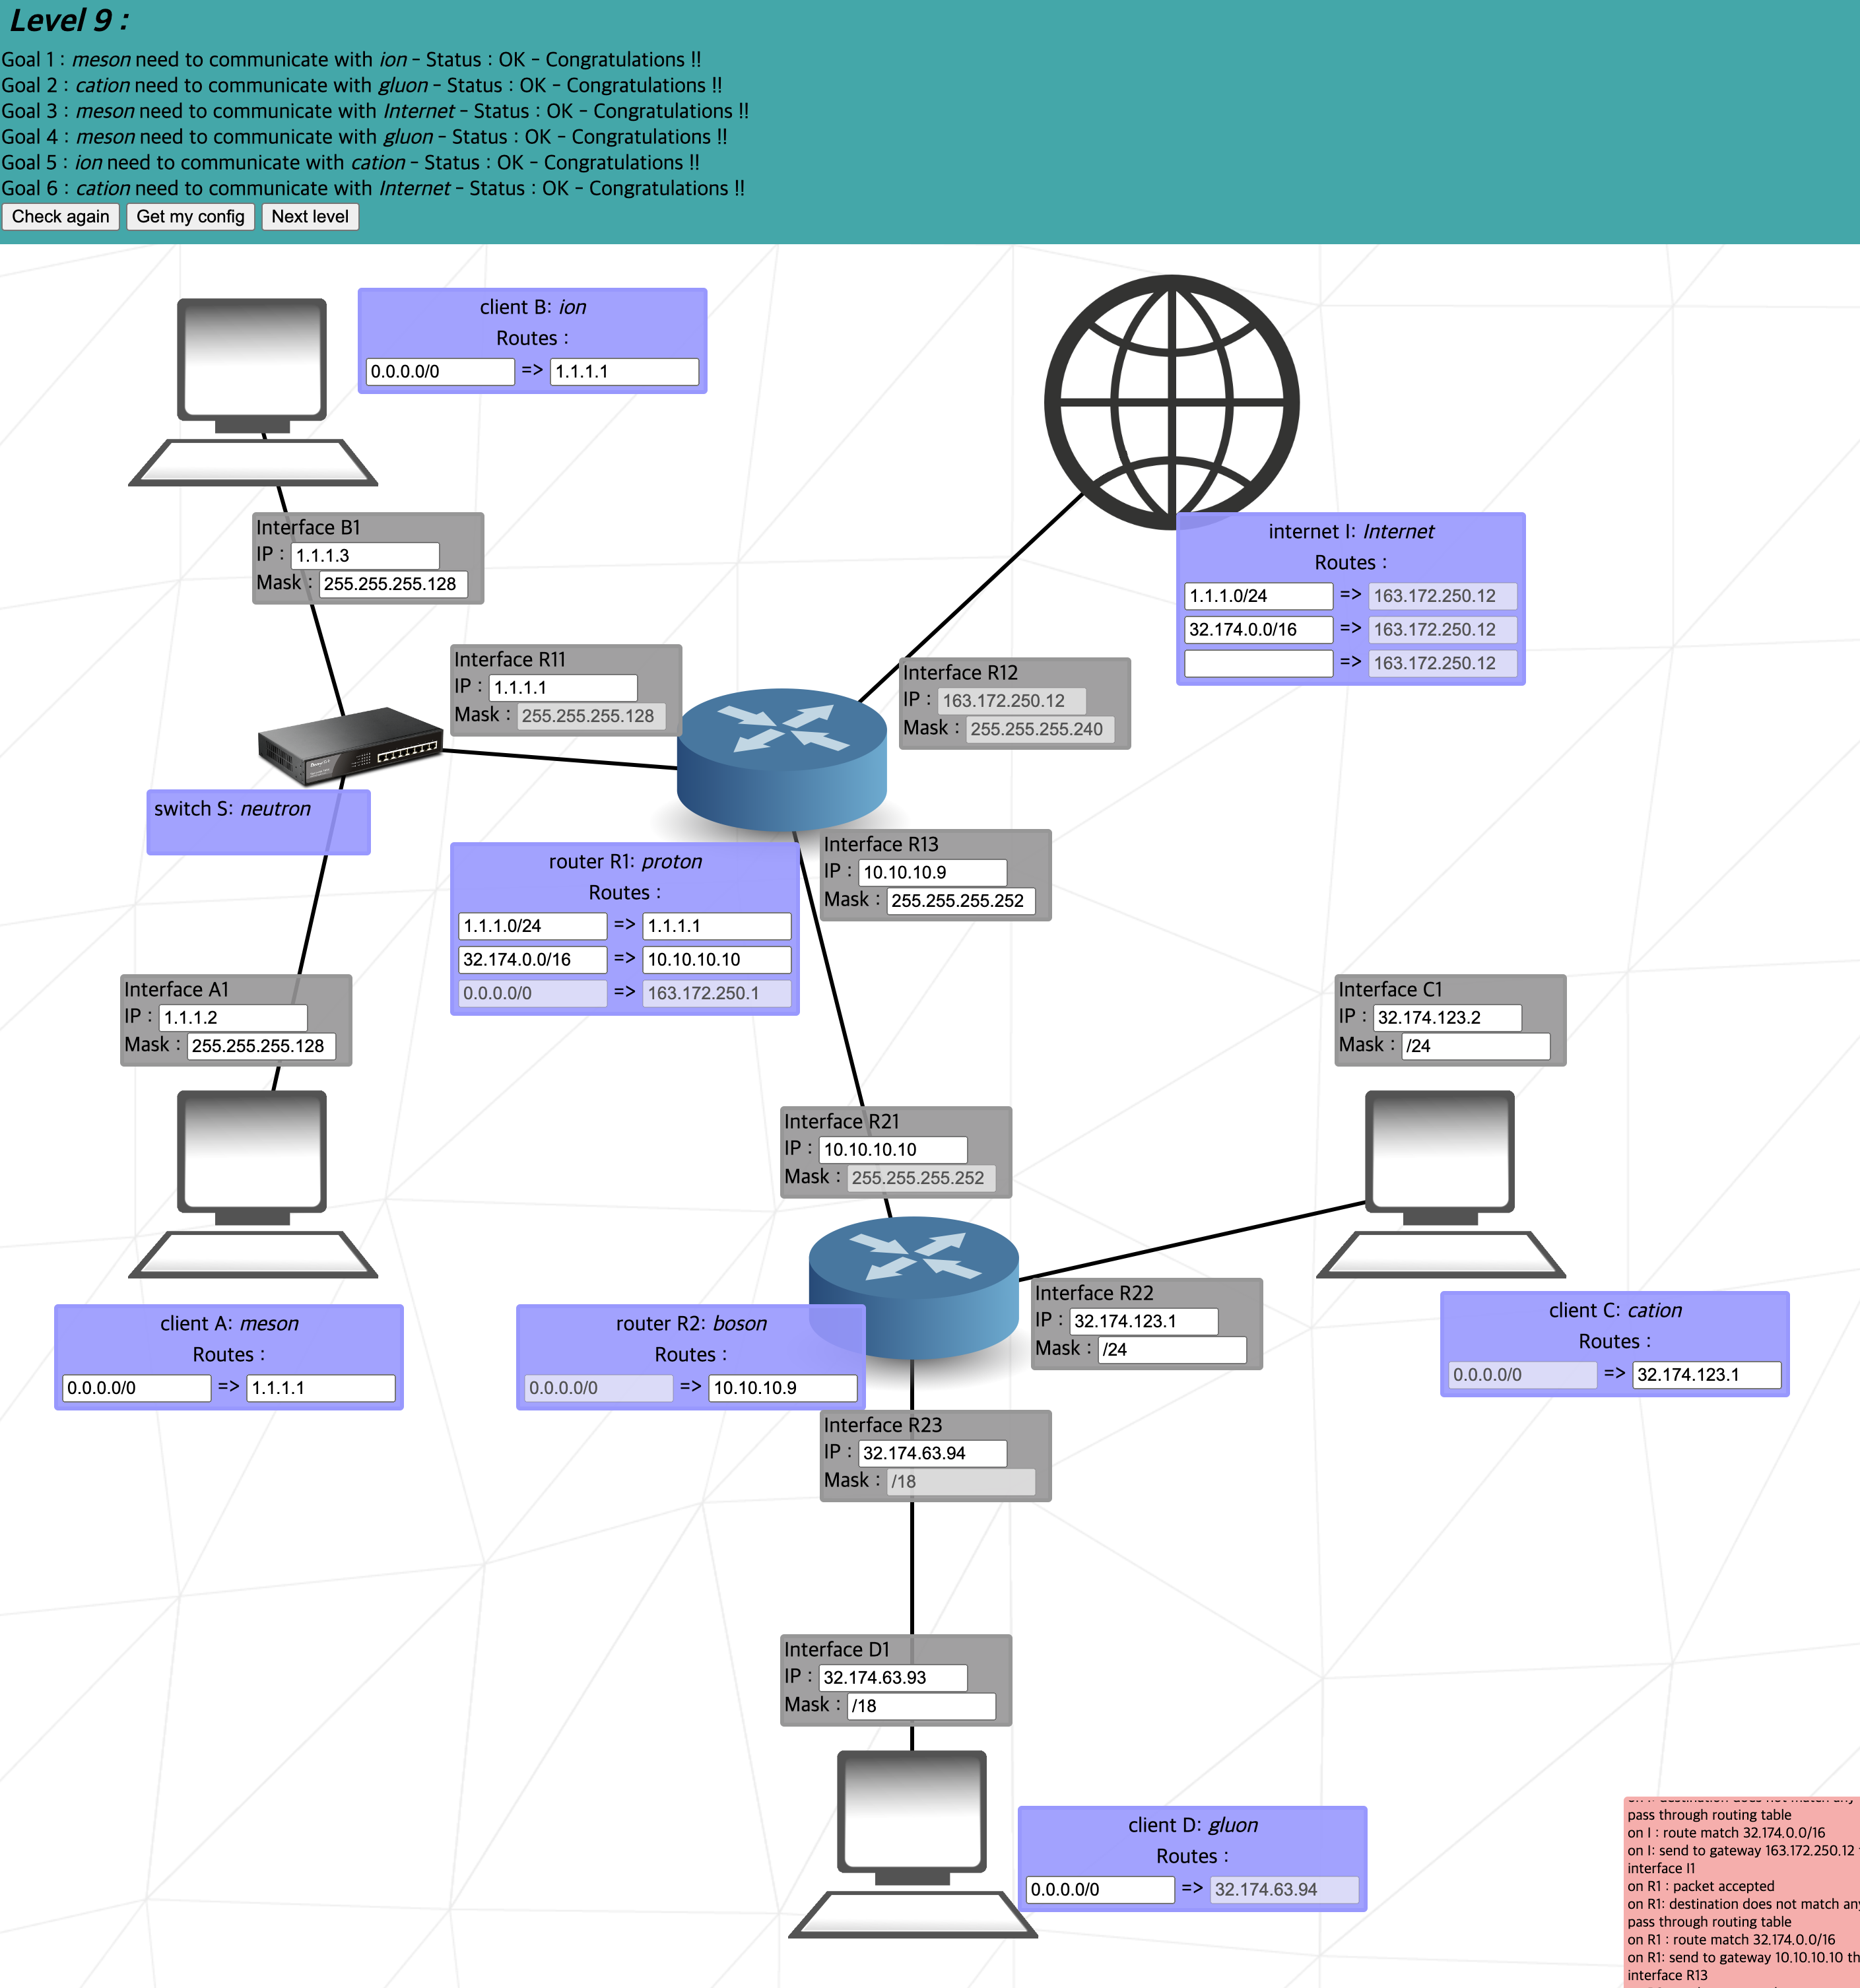 Level 9 :
Goal 1 : meson need to communicate with ion - Status : OK - Congratulations !!
Goal 2 : cation need to communicate with gluon - Status : OK - Congratulations !!
Goal 3 : meson need to communicate with Internet - Status : OK - Congratulations !!
Goal 4 : meson need to communicate with gluon - Status : OK - Congratulations !!
Goal 5 : ion need to communicate with cation - Status : OK - Congratulations !!
Goal 6 : cation need to communicate with Internet - Status : OK - Congratulations !!
Check again Get my config Next level
client B: ion
Routes :
0.0.0.0/0 => 1.1.1.1
Interface B1
IP : 1.1.1.3
Mask : 255.255.255.128
internet I: Internet
Routes :
1.1.1.0/24 => 163.172.250.12
32.174.0.0/16 => 163.172.250.12
=> 163.172.250.12
Interface R11
IP : 1.1.1.1
Mask : 255.255.255.128
Interface R12
IP : 163.172.250.12
Mask : 255.255.255.240
switch S: neutron
router R1: proton
Routes :
1.1.1.0/24 => 1.1.1.1
32.174.0.0/16 => 10.10.10.10
0.0.0.0/0 => 163.172.250.1
Interface R13
IP : 10.10.10.9
Mask : 255.255.255.252
Interface A1
IP : 1.1.1.2
Mask : 255.255.255.128
Interface C1
IP : 32.174.123.2
Mask : /24
Interface R21
IP : 10.10.10.10
Mask : 255.255.255.252
client A: meson
Routes :
0.0.0.0/0 => 1.1.1.1
router R2: boson
Routes :
0.0.0.0/0 => 10.10.10.9
Interface R22
IP : 32.174.123.1
Mask : /24
client C: cation
Routes :
0.0.0.0/0 => 32.174.123.1
Interface R23
IP : 32.174.63.94
Mask : /18
Interface D1
IP : 32.174.63.93
Mask : /18
client D: gluon
Routes :
0.0.0.0/0 => 32.174.63.94
on I: destination does not match any
pass through routing table
on I : route match 32.174.0.0/16
on I: send to gateway 163.172.250.12
interface I1
on R1 : packet accepted
on R1: destination does not match
pass through routing table
on R1 : route match 32.174.0.0/16
on R1: send to gateway 10.10.10.10
interface R13